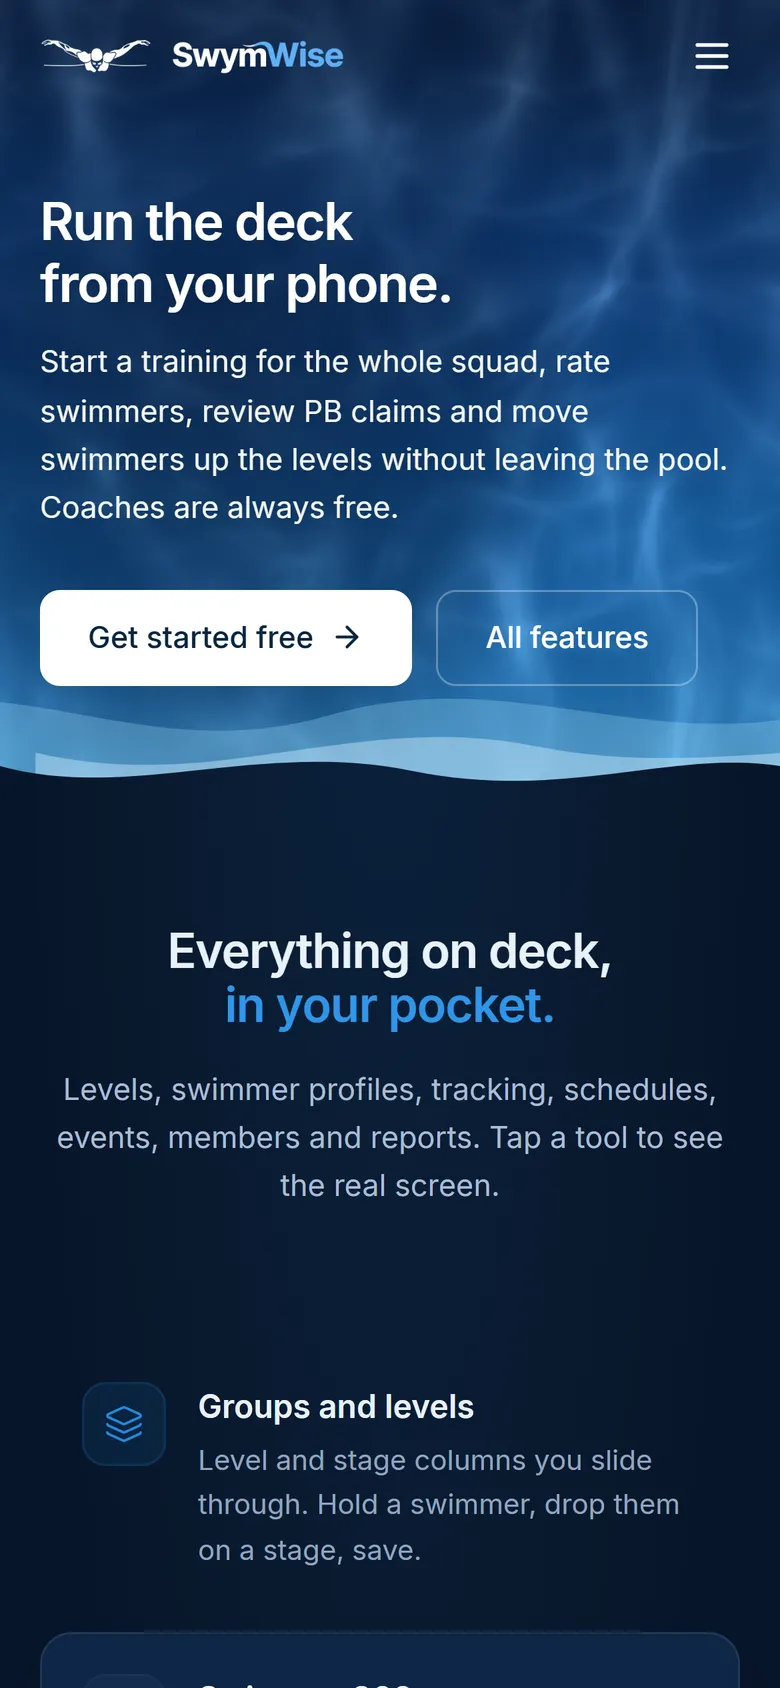 SwymWise
Run the deck
from your phone.
Start a training for the whole squad, rate
swimmers, review PB claims and move
swimmers up the levels without leaving the pool.
Coaches are always free.
Get started free
All features
Everything on deck,
in your pocket.
Levels, swimmer profiles, tracking, schedules,
events, members and reports. Tap a tool to see
the real screen.
Groups and levels
Level and stage columns you slide
through. Hold a swimmer, drop them
on a stage, save.